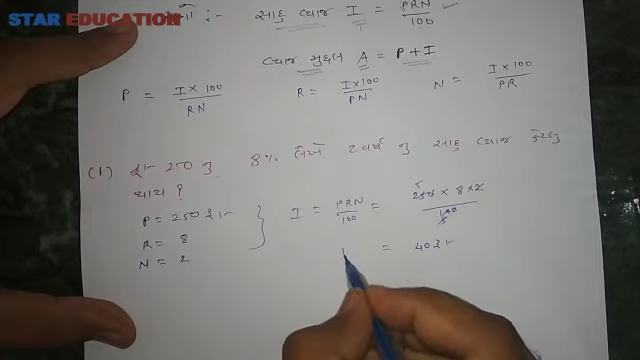 STAR EDUCATION
સાદુ વ્યાજ I = PRN / 100
વ્યાજ મુદ્દલ A = P + I
P = I × 100 / RN R = I × 100 / PN N = I × 100 / PR
(1) રૂા 250 નુ 8% લેખે 2 વર્ષ નુ સાદુ વ્યાજ કેટલુ
થાય ?
P = 250 રૂા
R = 8
N = 2
I = PRN / 100 = 250 × 8 × 2 / 100
= 40 રૂા